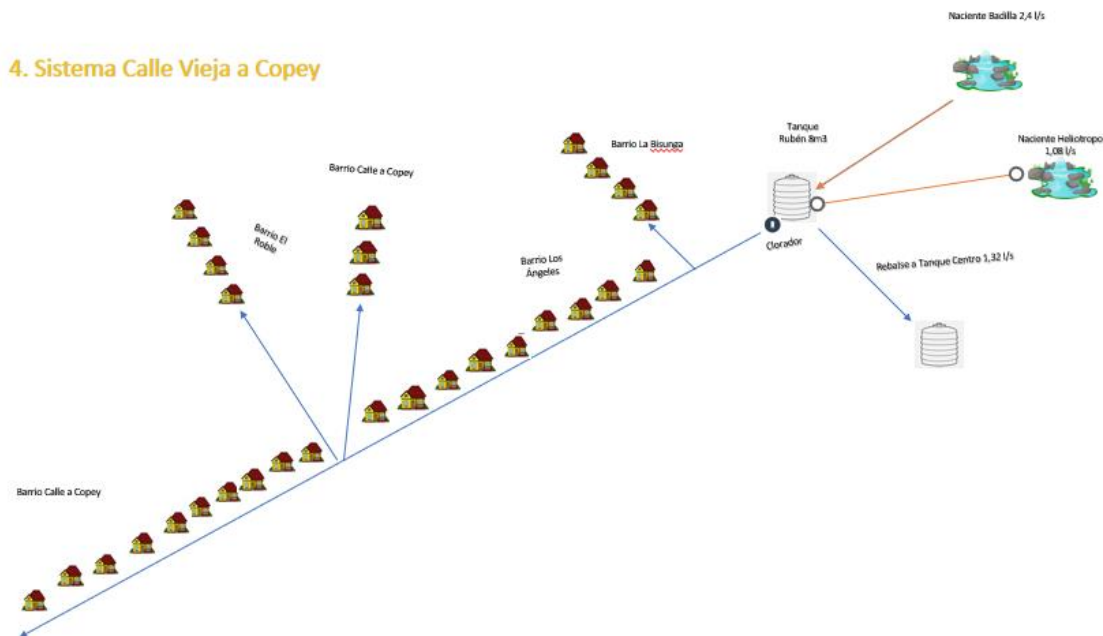 Naciente Badilla 2,4 l/s
4. Sistema Calle Vieja a Copey
Tanque
Rubén 8m3
Naciente Heliotropo
1,08 l/s
Barrio La Bisunga
Barrio Calle a Copey
Barrio El
Roble
Clorador
Barrio Los
Ángeles
Rebalse a Tanque Centro 1,32 l/s
Barrio Calle a Copey